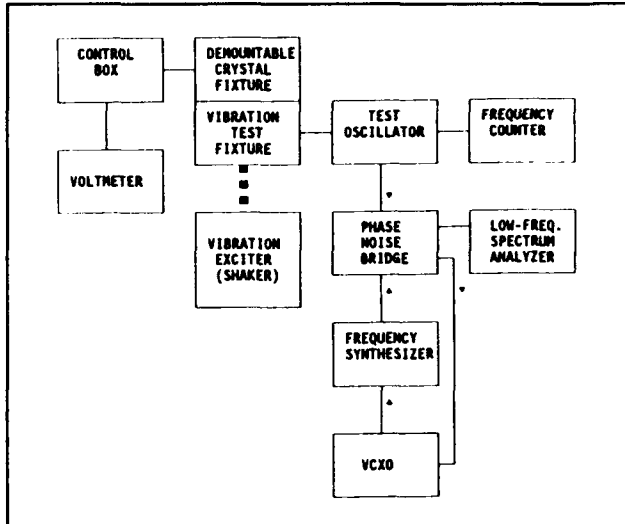 CONTROL
BOX
DEMOUNTABLE
CRYSTAL
FIXTURE
VIBRATION
TEST
FIXTURE
TEST
OSCILLATOR
FREQUENCY
COUNTER
VOLTMETER
VIBRATION
EXCITER
(SHAKER)
PHASE
NOISE
BRIDGE
LOW-FREQ.
SPECTRUM
ANALYZER
FREQUENCY
SYNTHESIZER
VCXO